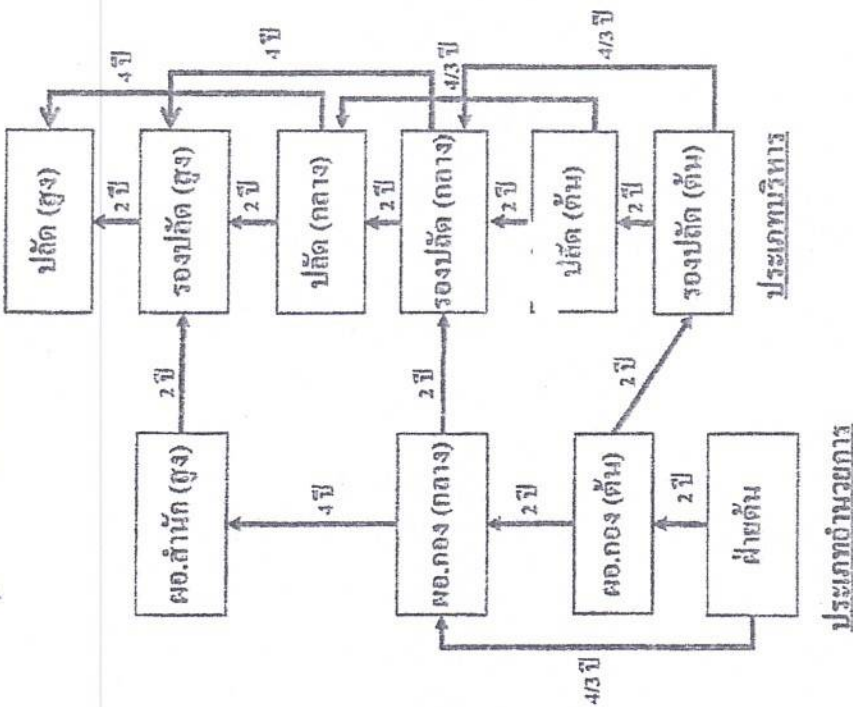 ปลัด (สูง)
4 ปี
2 ปี
ผอ.สำนัก (สูง)
2 ปี
รองปลัด (สูง)
2 ปี
4 ปี
4 ปี
ปลัด (กลาง)
2 ปี
ผอ.กอง (กลาง)
2 ปี
รองปลัด (กลาง)
4/3 ปี
2 ปี
2 ปี
ผอ.กอง (ต้น)
ปลัด (ต้น)
4/3 ปี
4/3 ปี
2 ปี
2 ปี
2 ปี
ฝ่ายต้น
รองปลัด (ต้น)
ประเภทอำนวยการ
ประเภทบริหาร